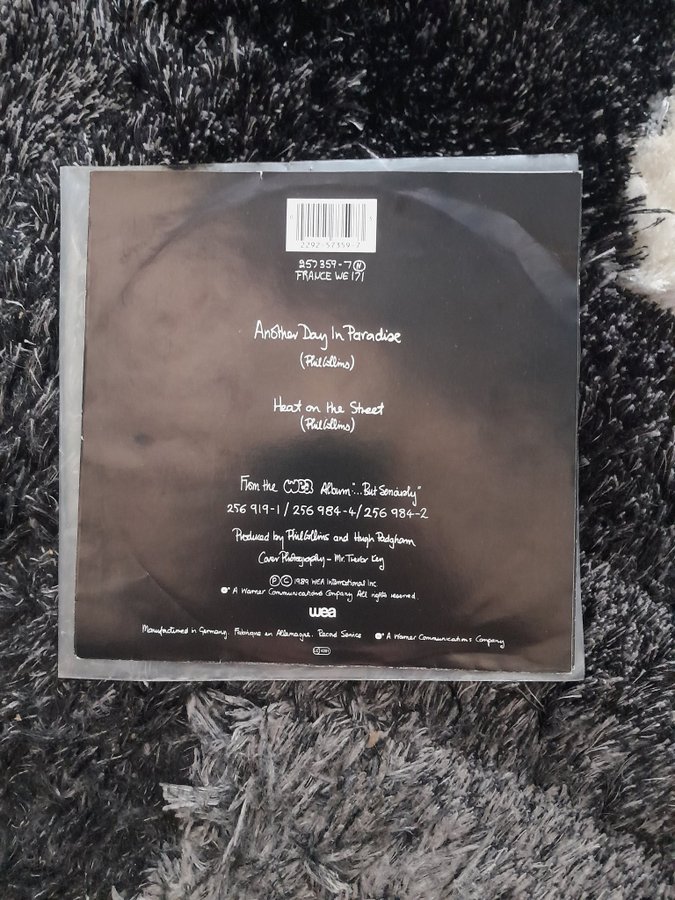 2292 57359-7
257 359-7 N
FRANCE WE 171
Another Day In Paradise
(Phil Collins)
Heat on the Street
(Phil Collins)
From the wea Album "...But Seriously"
256 919-1 / 256 984-4 / 256 984-2
Produced by Phil Collins and Hugh Padgham
Cover Photography - Mr. Trevor Key
Ⓟ Ⓒ 1989 WEA International Inc.
A Warner Communications Company All rights reserved.
wea
Manufactured in Germany. Fabriqué en Allemagne. Record Service A Warner Communications Company